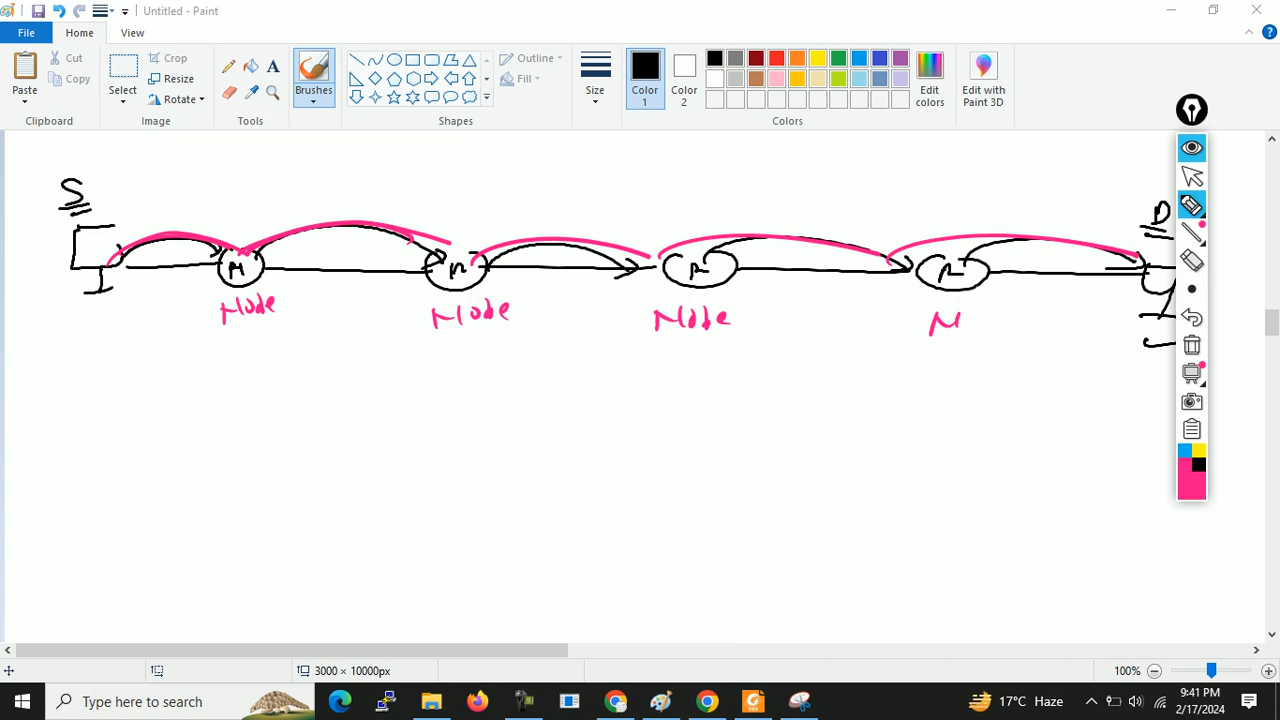 Untitled - Paint
File
Home
View
Paste
Cut
Copy
Clipboard
Select
Crop
Resize
Rotate
Image
Tools
A
Brushes
Shapes
Outline
Fill
Size
Color 1
Color 2
Colors
Edit colors
Edit with Paint 3D
S
D
Node
Node
Node
N
3000 × 10000px
100%
Type here to search
17°C Haze
9:41 PM
2/17/2024